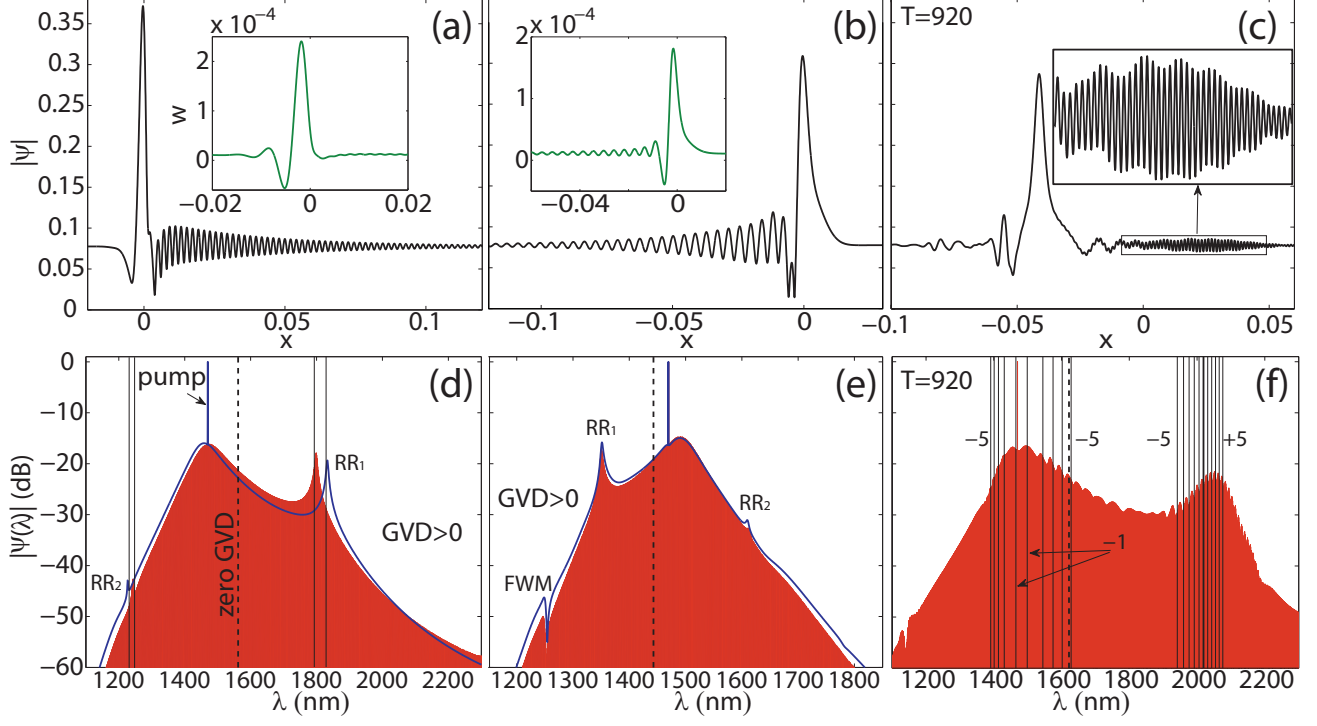 (a)
|ψ|
0.35
0.3
0.25
0.2
0.15
0.1
0.05
0
0
0.05
0.1
x
x 10⁻⁴
w
2
1
0
−0.02
0
0.02
(b)
x 10⁻⁴
2
1
0
−0.04
0
−0.1
−0.05
0
x
T=920
(c)
−0.1
−0.05
0
0.05
x
(d)
|Ψ(λ)| (dB)
0
−10
−20
−30
−40
−50
−60
pump
RR₁
RR₂
zero GVD
GVD>0
1200
1400
1600
1800
2000
2200
λ (nm)
(e)
RR₁
GVD>0
RR₂
FWM
1200
1300
1400
1500
1600
1700
1800
λ (nm)
T=920
(f)
−5
−5
−5
+5
−1
1200
1400
1600
1800
2000
2200
λ (nm)